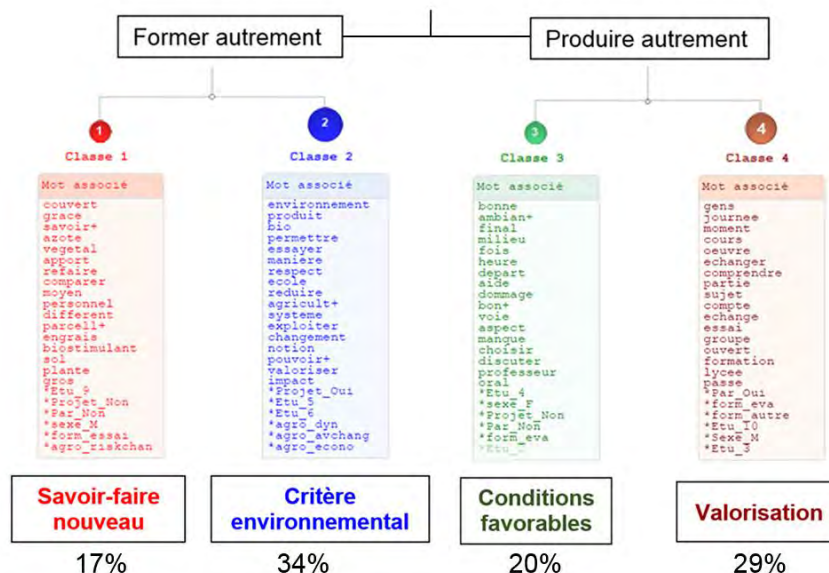 Former autrement
Produire autrement
1
Classe 1
Mot associé
couvert
grace
savoir+
azote
vegetal
apport
refaire
comparer
moyen
personnel
different
parcell+
engrais
biostimulant
sol
plante
gros
*Etu_9
*Projet_Non
*Par_Non
*sexe_M
*form_essai
*agro_riskchan
Savoir-faire
nouveau
17%
2
Classe 2
Mot associé
environnement
produit
bio
permettre
essayer
manière
respect
ecole
reduire
agricult+
systeme
exploiter
changement
notion
pouvoir+
valoriser
impact
*Projet_Oui
*Etu_5
*Etu_6
*agro_dyn
*agro_avchang
*agro_econo
Critère
environnemental
34%
3
Classe 3
Mot associé
bonne
ambian+
final
milieu
fois
heure
depart
aide
dommage
bon+
voie
aspect
manque
choisir
discuter
professeur
oral
*Etu_4
*sexe_F
*Projet_Non
*Par_Non
*form_eva
Conditions
favorables
20%
4
Classe 4
Mot associé
gens
journee
moment
cours
oeuvre
echanger
comprendre
partie
sujet
compte
echange
essai
groupe
ouvert
formation
lycee
passe
*Par_Oui
*form_eva
*form_autre
*Etu_10
*Sexe_M
*Etu_3
Valorisation
29%